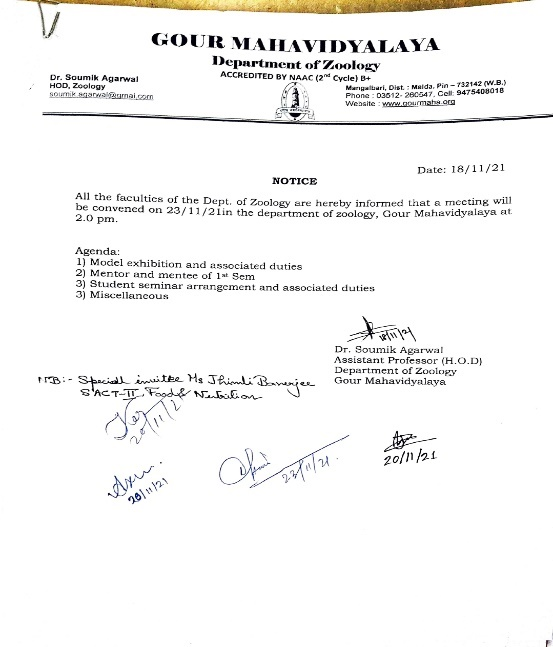 GOUR MAHAVIDYALAYA
Department of Zoology
ACCREDITED BY NAAC (2nd Cycle) B+
Dr. Soumik Agarwal
HOD, Zoology
soumik.agarwal@gmai.com
Mangalbari, Dist. : Malda. Pin – 732142 (W.B.)
Phone : 03512- 260547, Cell: 9475408018
Website : www.gourmaha.org
Date: 18/11/21
NOTICE
All the faculties of the Dept. of Zoology are hereby informed that a meeting will
be convened on 23/11/21in the department of zoology, Gour Mahavidyalaya at
2.0 pm.
Agenda:
1) Model exhibition and associated duties
2) Mentor and mentee of 1st Sem
3) Student seminar arrangement and associated duties
3) Miscellaneous
18/11/21
Dr. Soumik Agarwal
Assistant Professor (H.O.D)
Department of Zoology
Gour Mahavidyalaya
NB:- Special invitee Ms Jhimli Banerjee
SACT-II Food & Nutrition
20/11/21
20/11/21
23/11/21.
20/11/21